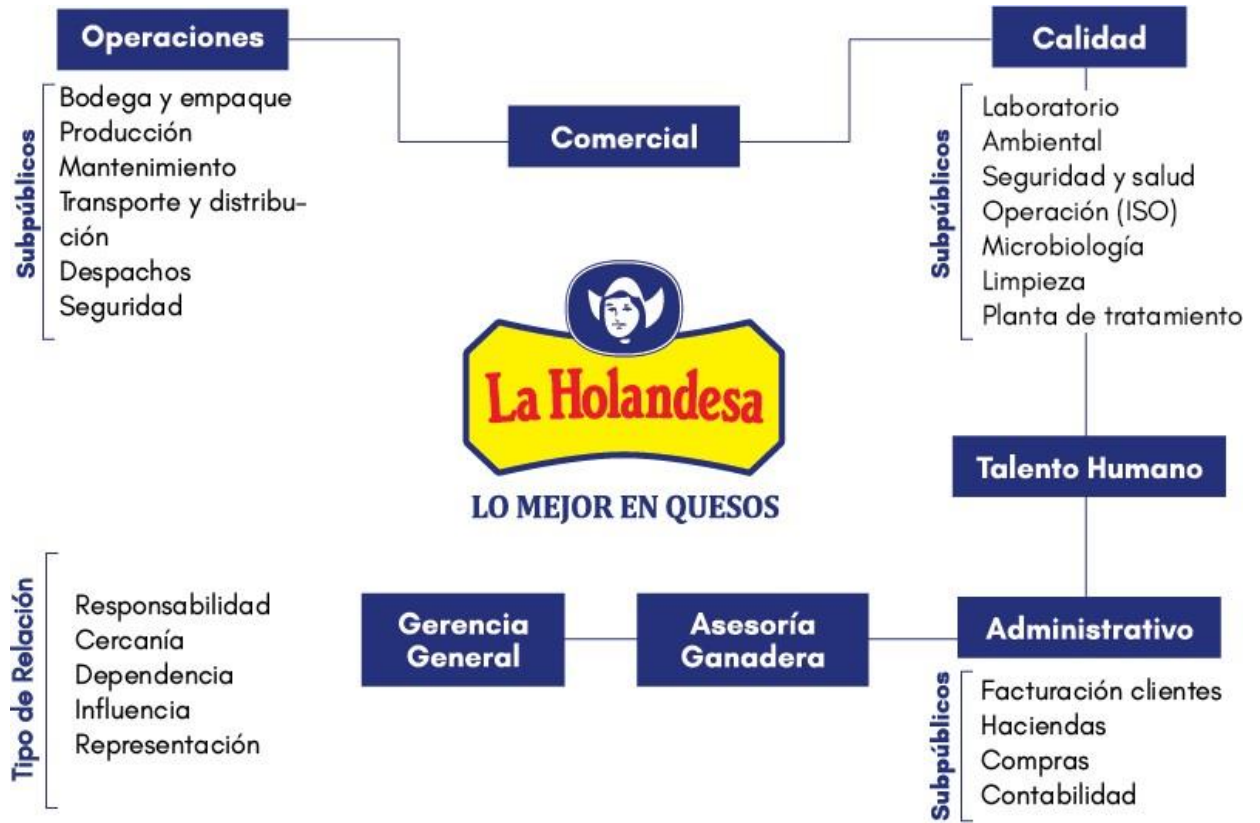 Operaciones
Subpúblicos
Bodega y empaque
Producción
Mantenimiento
Transporte y distribu-
ción
Despachos
Seguridad
Comercial
Calidad
Subpúblicos
Laboratorio
Ambiental
Seguridad y salud
Operación (ISO)
Microbiología
Limpieza
Planta de tratamiento
La Holandesa
LO MEJOR EN QUESOS
Talento Humano
Tipo de Relación
Responsabilidad
Cercanía
Dependencia
Influencia
Representación
Gerencia
General
Asesoría
Ganadera
Administrativo
Subpúblicos
Facturación clientes
Haciendas
Compras
Contabilidad